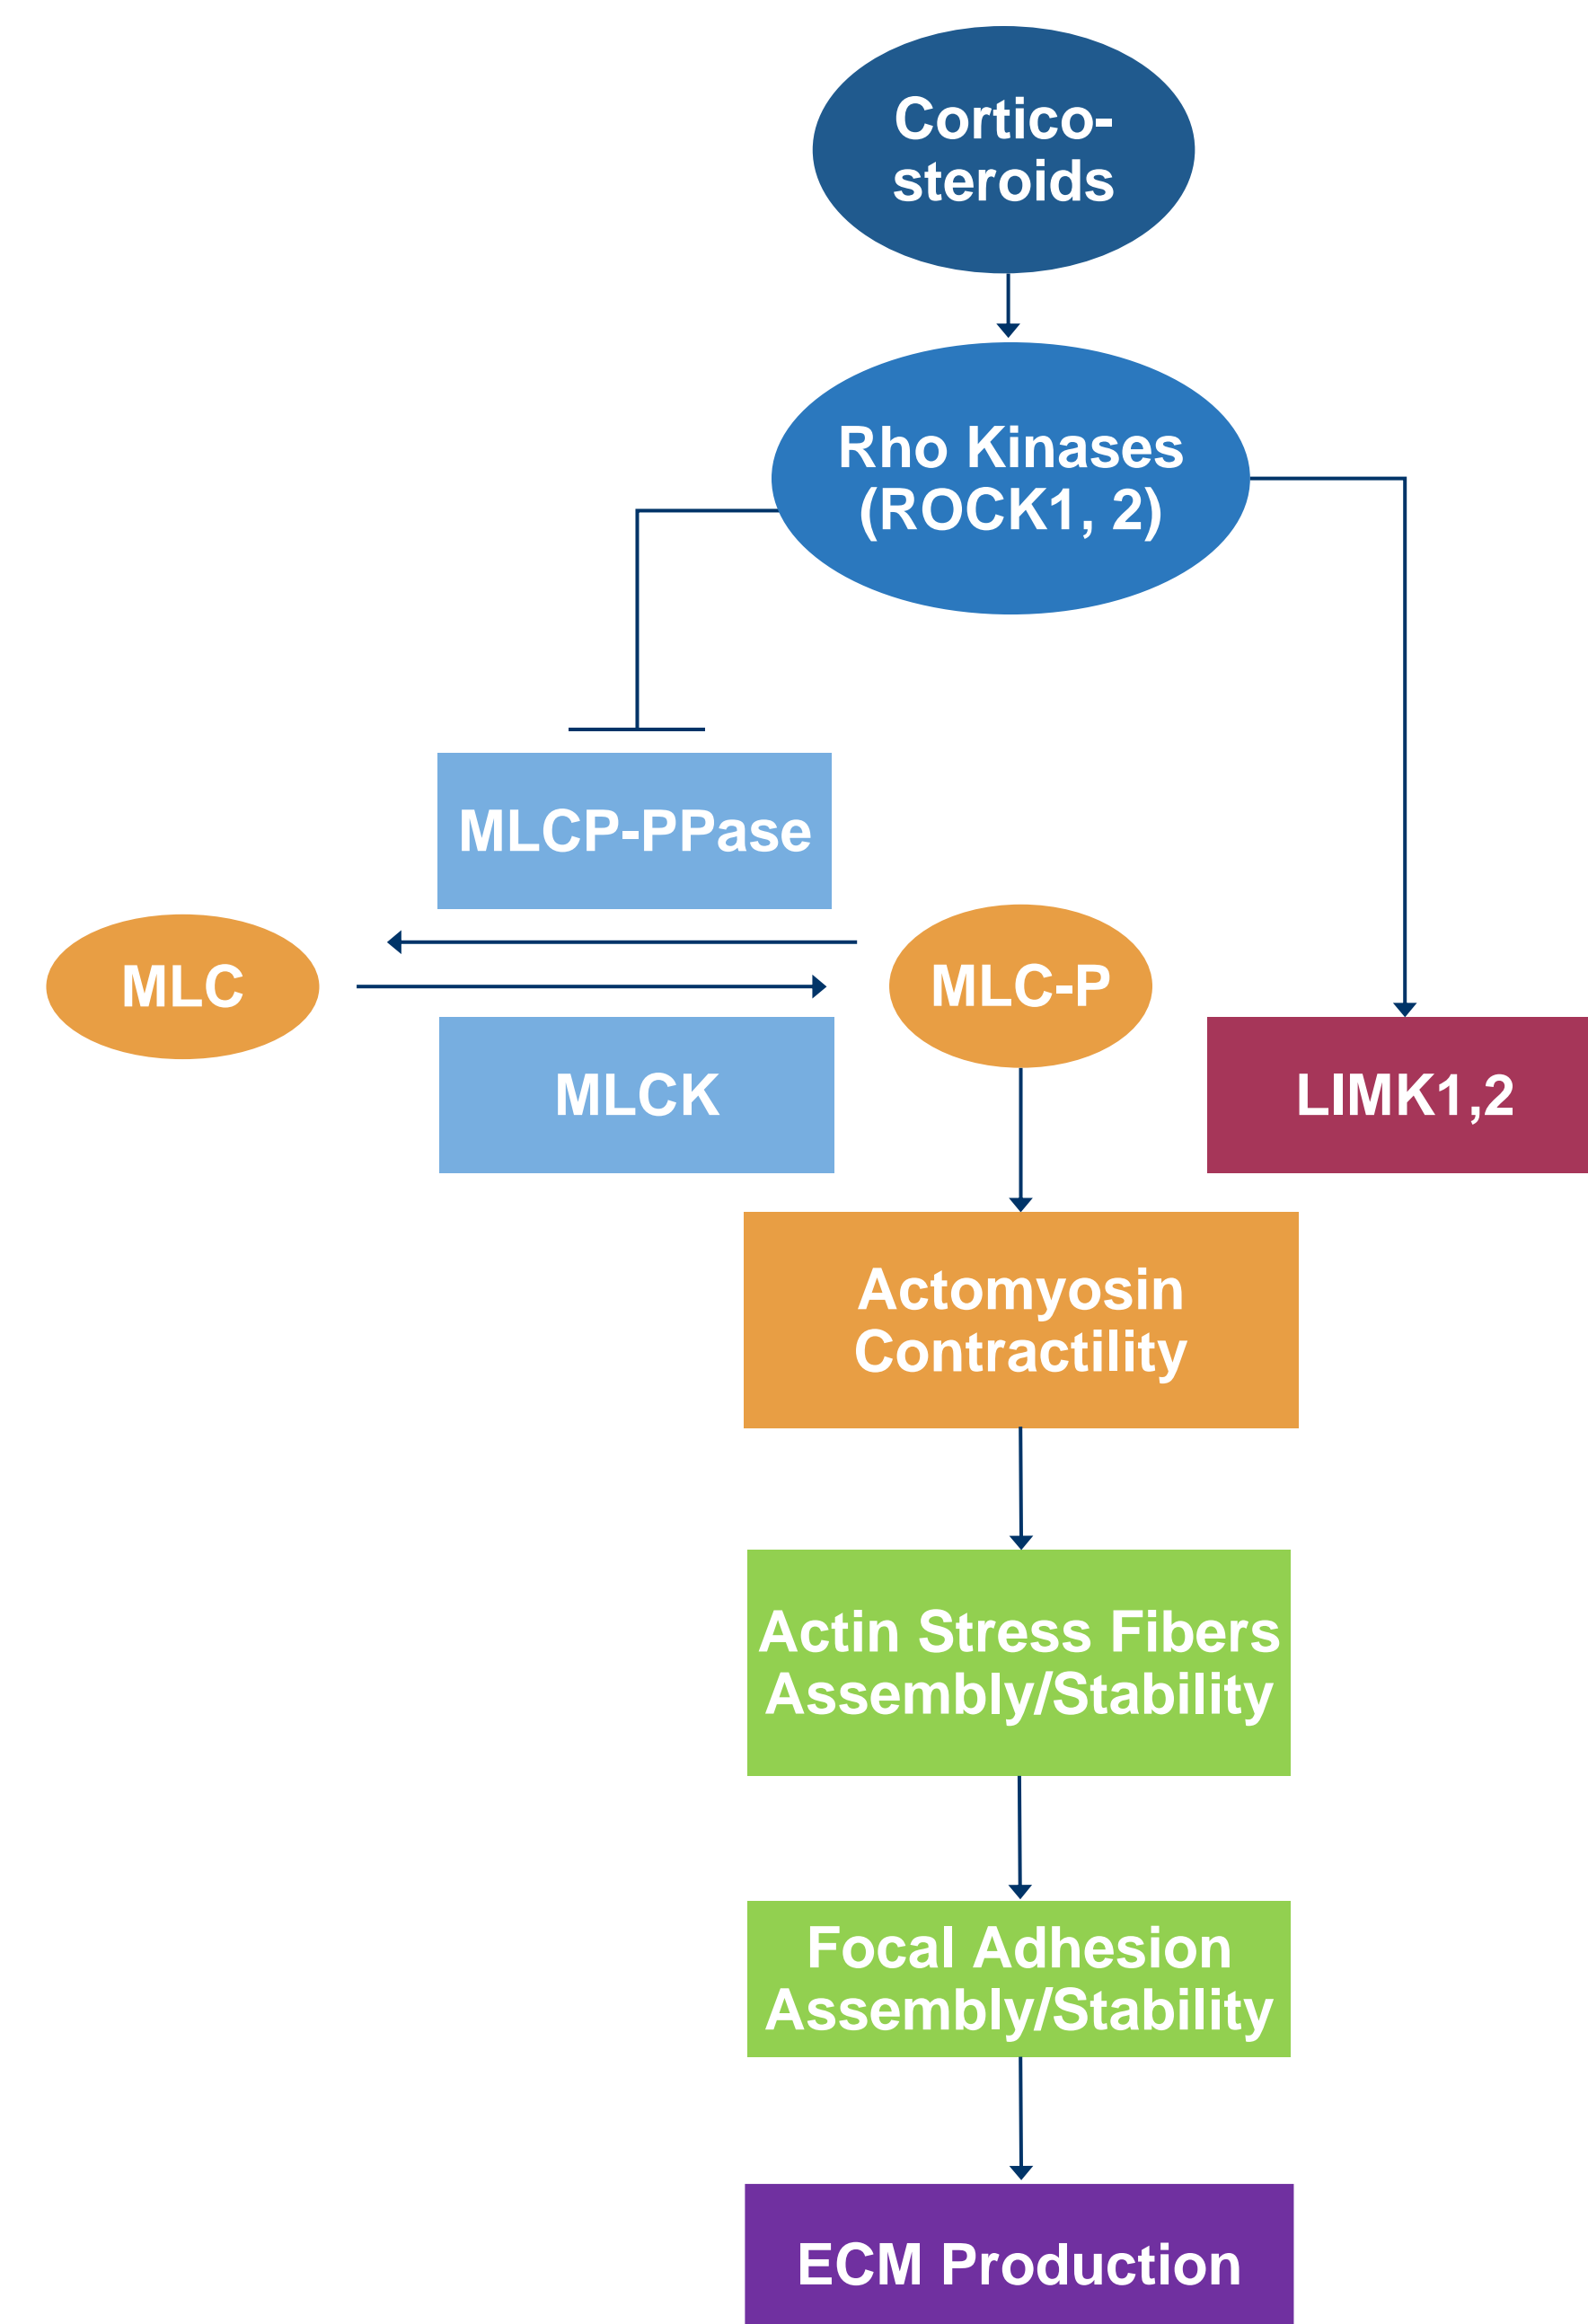 Cortico-
steroids
Rho Kinases
(ROCK1, 2)
MLCP-PPase
MLC
MLC-P
MLCK
LIMK1,2
Actomyosin
Contractility
Actin Stress Fibers
Assembly/Stability
Focal Adhesion
Assembly/Stability
ECM Production